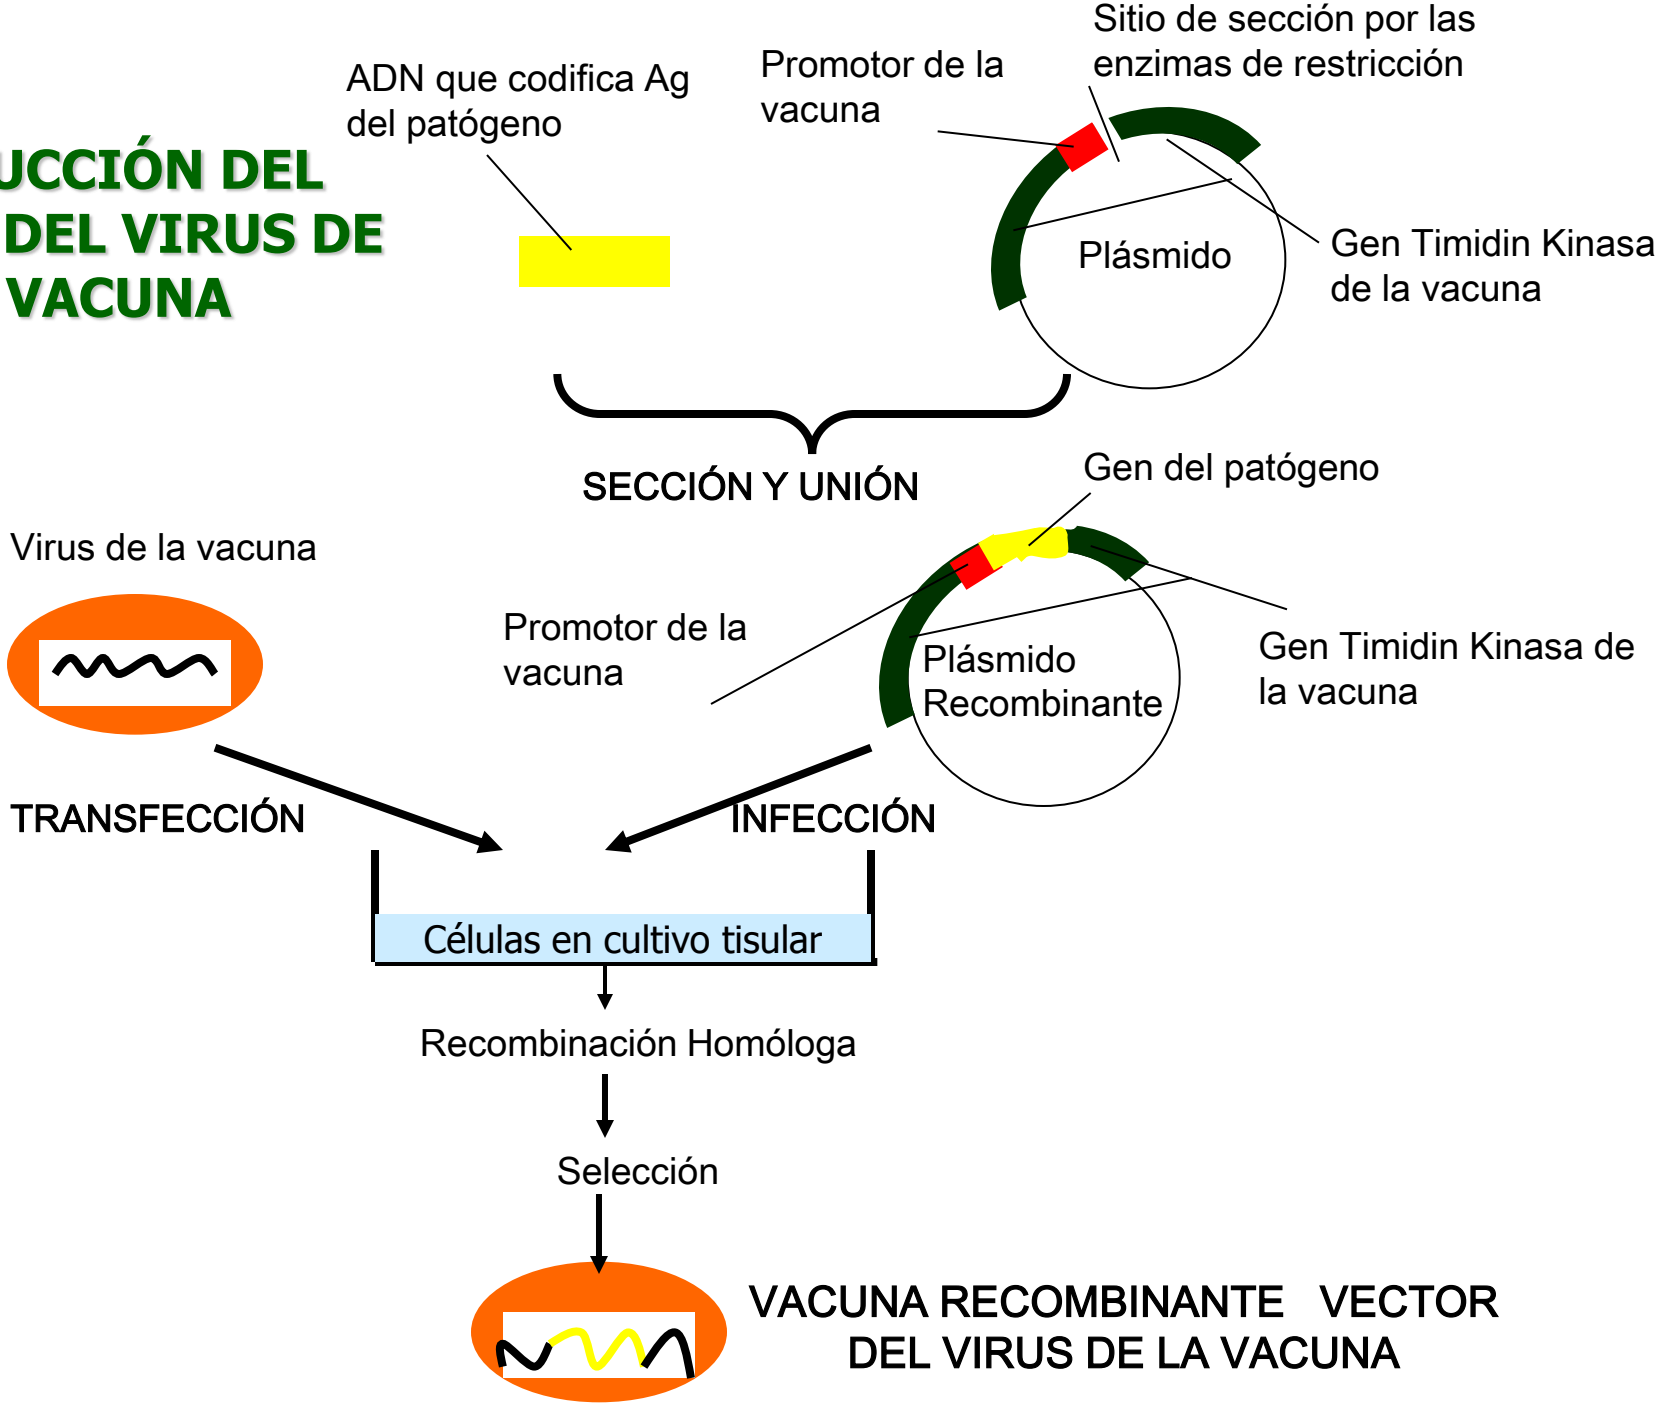 Sitio de sección por las
enzimas de restricción
Promotor de la
vacuna
ADN que codifica Ag
del patógeno
UCCIÓN DEL
DEL VIRUS DE
VACUNA
Plásmido
Gen Timidin Kinasa
de la vacuna
SECCIÓN Y UNIÓN
Gen del patógeno
Virus de la vacuna
Promotor de la
vacuna
Plásmido
Recombinante
Gen Timidin Kinasa de
la vacuna
TRANSFECCIÓN
INFECCIÓN
Células en cultivo tisular
Recombinación Homóloga
Selección
VACUNA RECOMBINANTE VECTOR
DEL VIRUS DE LA VACUNA